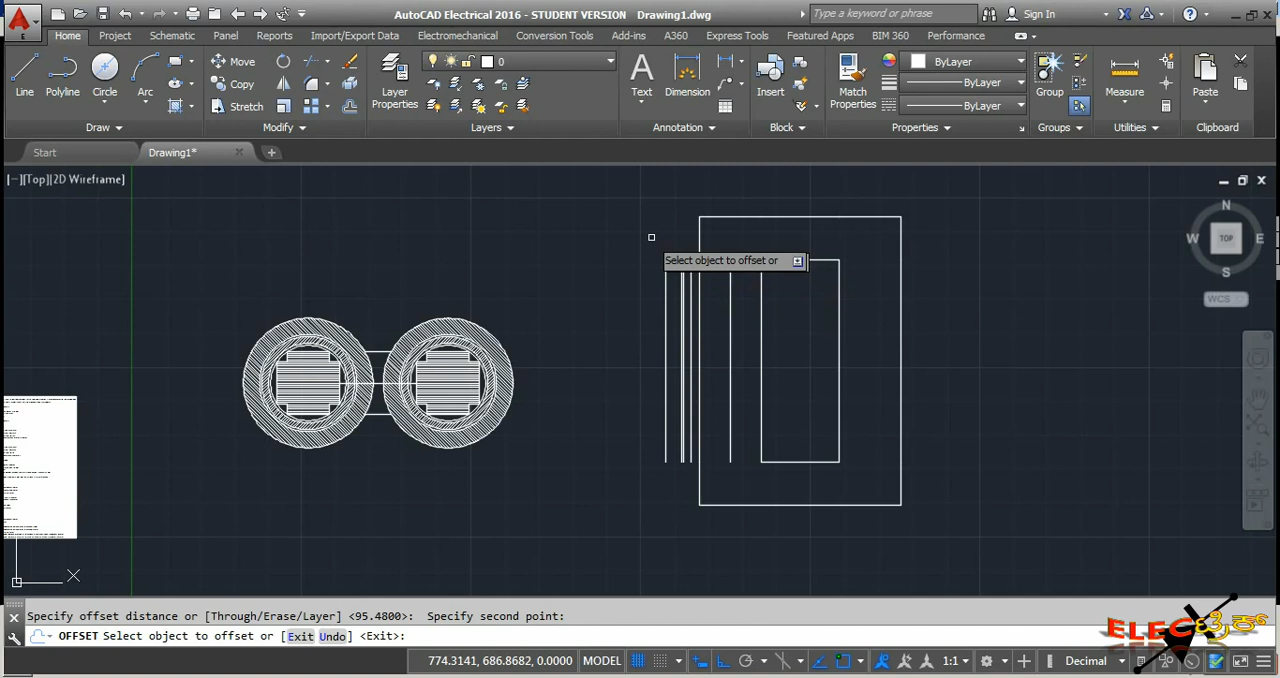 AutoCAD Electrical 2016 - STUDENT VERSION Drawing1.dwg
Type a keyword or phrase
Sign In
E
Home Project Schematic Panel Reports Import/Export Data Electromechanical Conversion Tools Add-ins A360 Express Tools Featured Apps BIM 360 Performance
Line Polyline Circle Arc
Move
Copy
Stretch
Layer
Properties
0
Text Dimension
Insert
Match
Properties
ByLayer
ByLayer
ByLayer
Group
Measure
Paste
Draw Modify Layers Annotation Block Properties Groups Utilities Clipboard
Start Drawing1*
[−][Top][2D Wireframe]
N
W TOP E
S
WCS
Select object to offset or
X
Specify offset distance or [Through/Erase/Layer] <95.4800>: Specify second point:
OFFSET Select object to offset or [Exit Undo] <Exit>:
774.3141, 686.8682, 0.0000 MODEL 1:1 Decimal